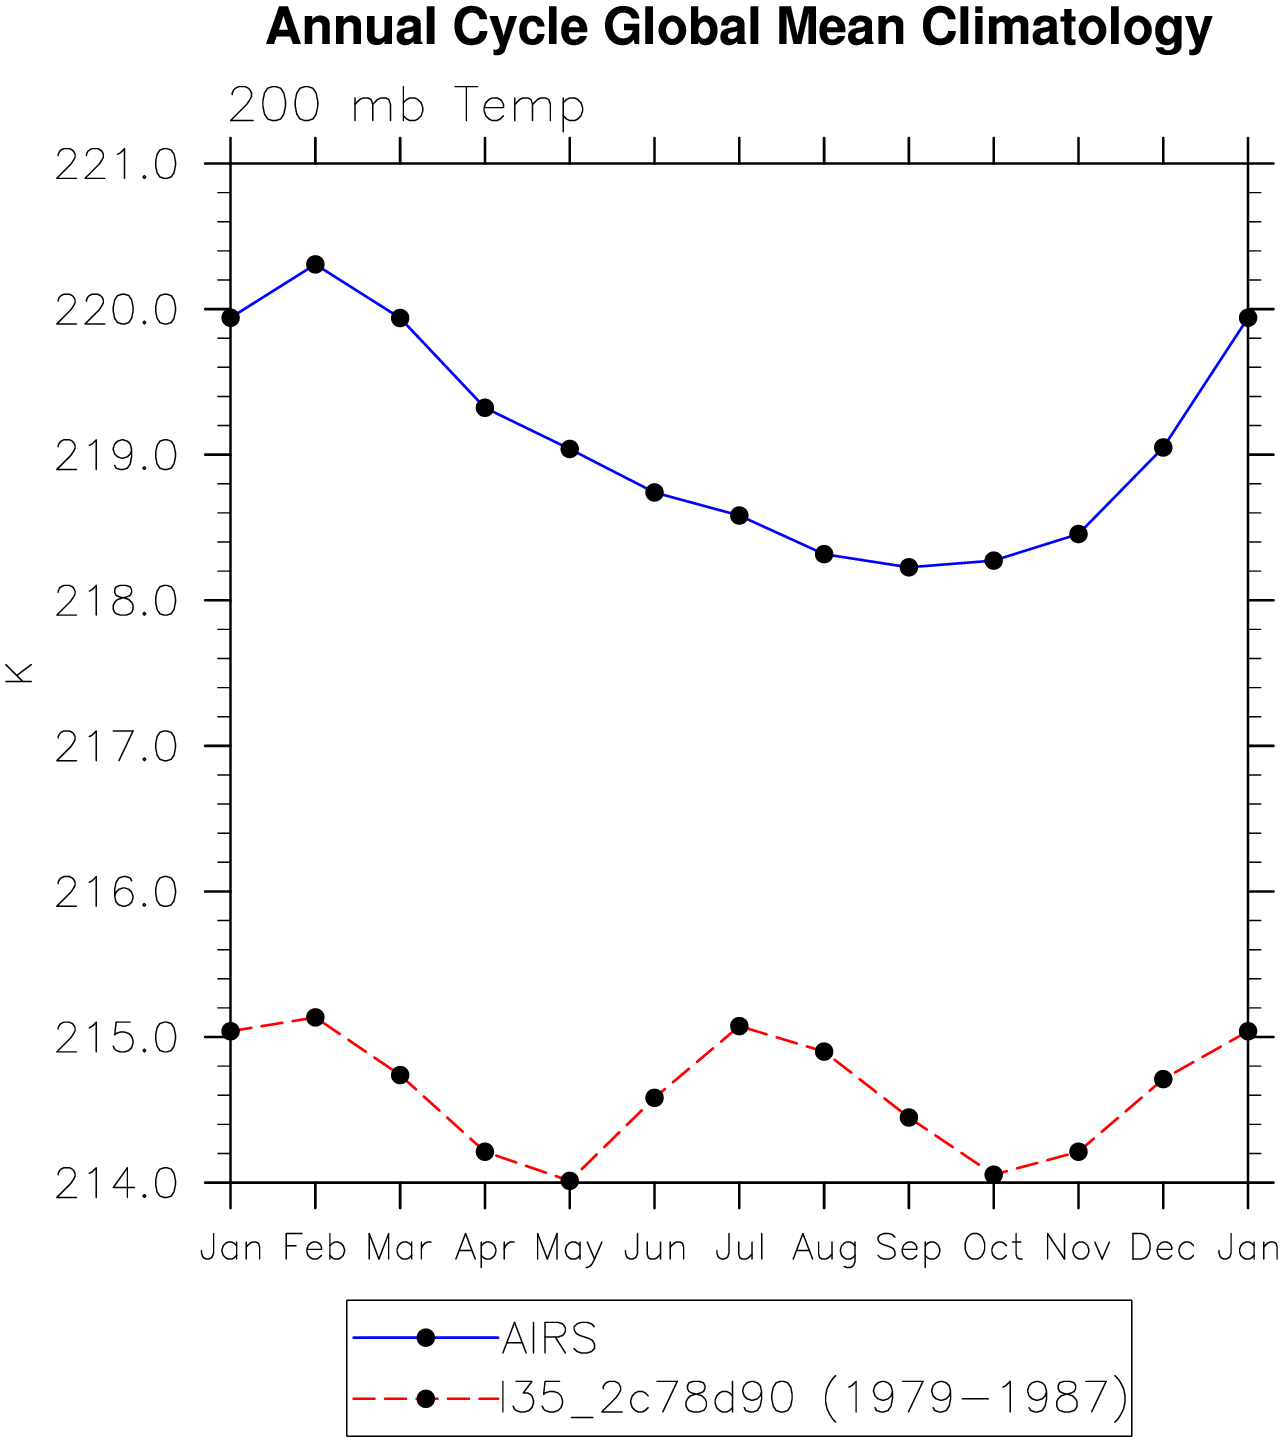 Annual Cycle Global Mean Climatology
200 mb Temp
221.0
220.0
219.0
218.0
217.0
216.0
215.0
214.0
K
Jan Feb Mar Apr May Jun Jul Aug Sep Oct Nov Dec Jan
AIRS
I35_2c78d90 (1979-1987)